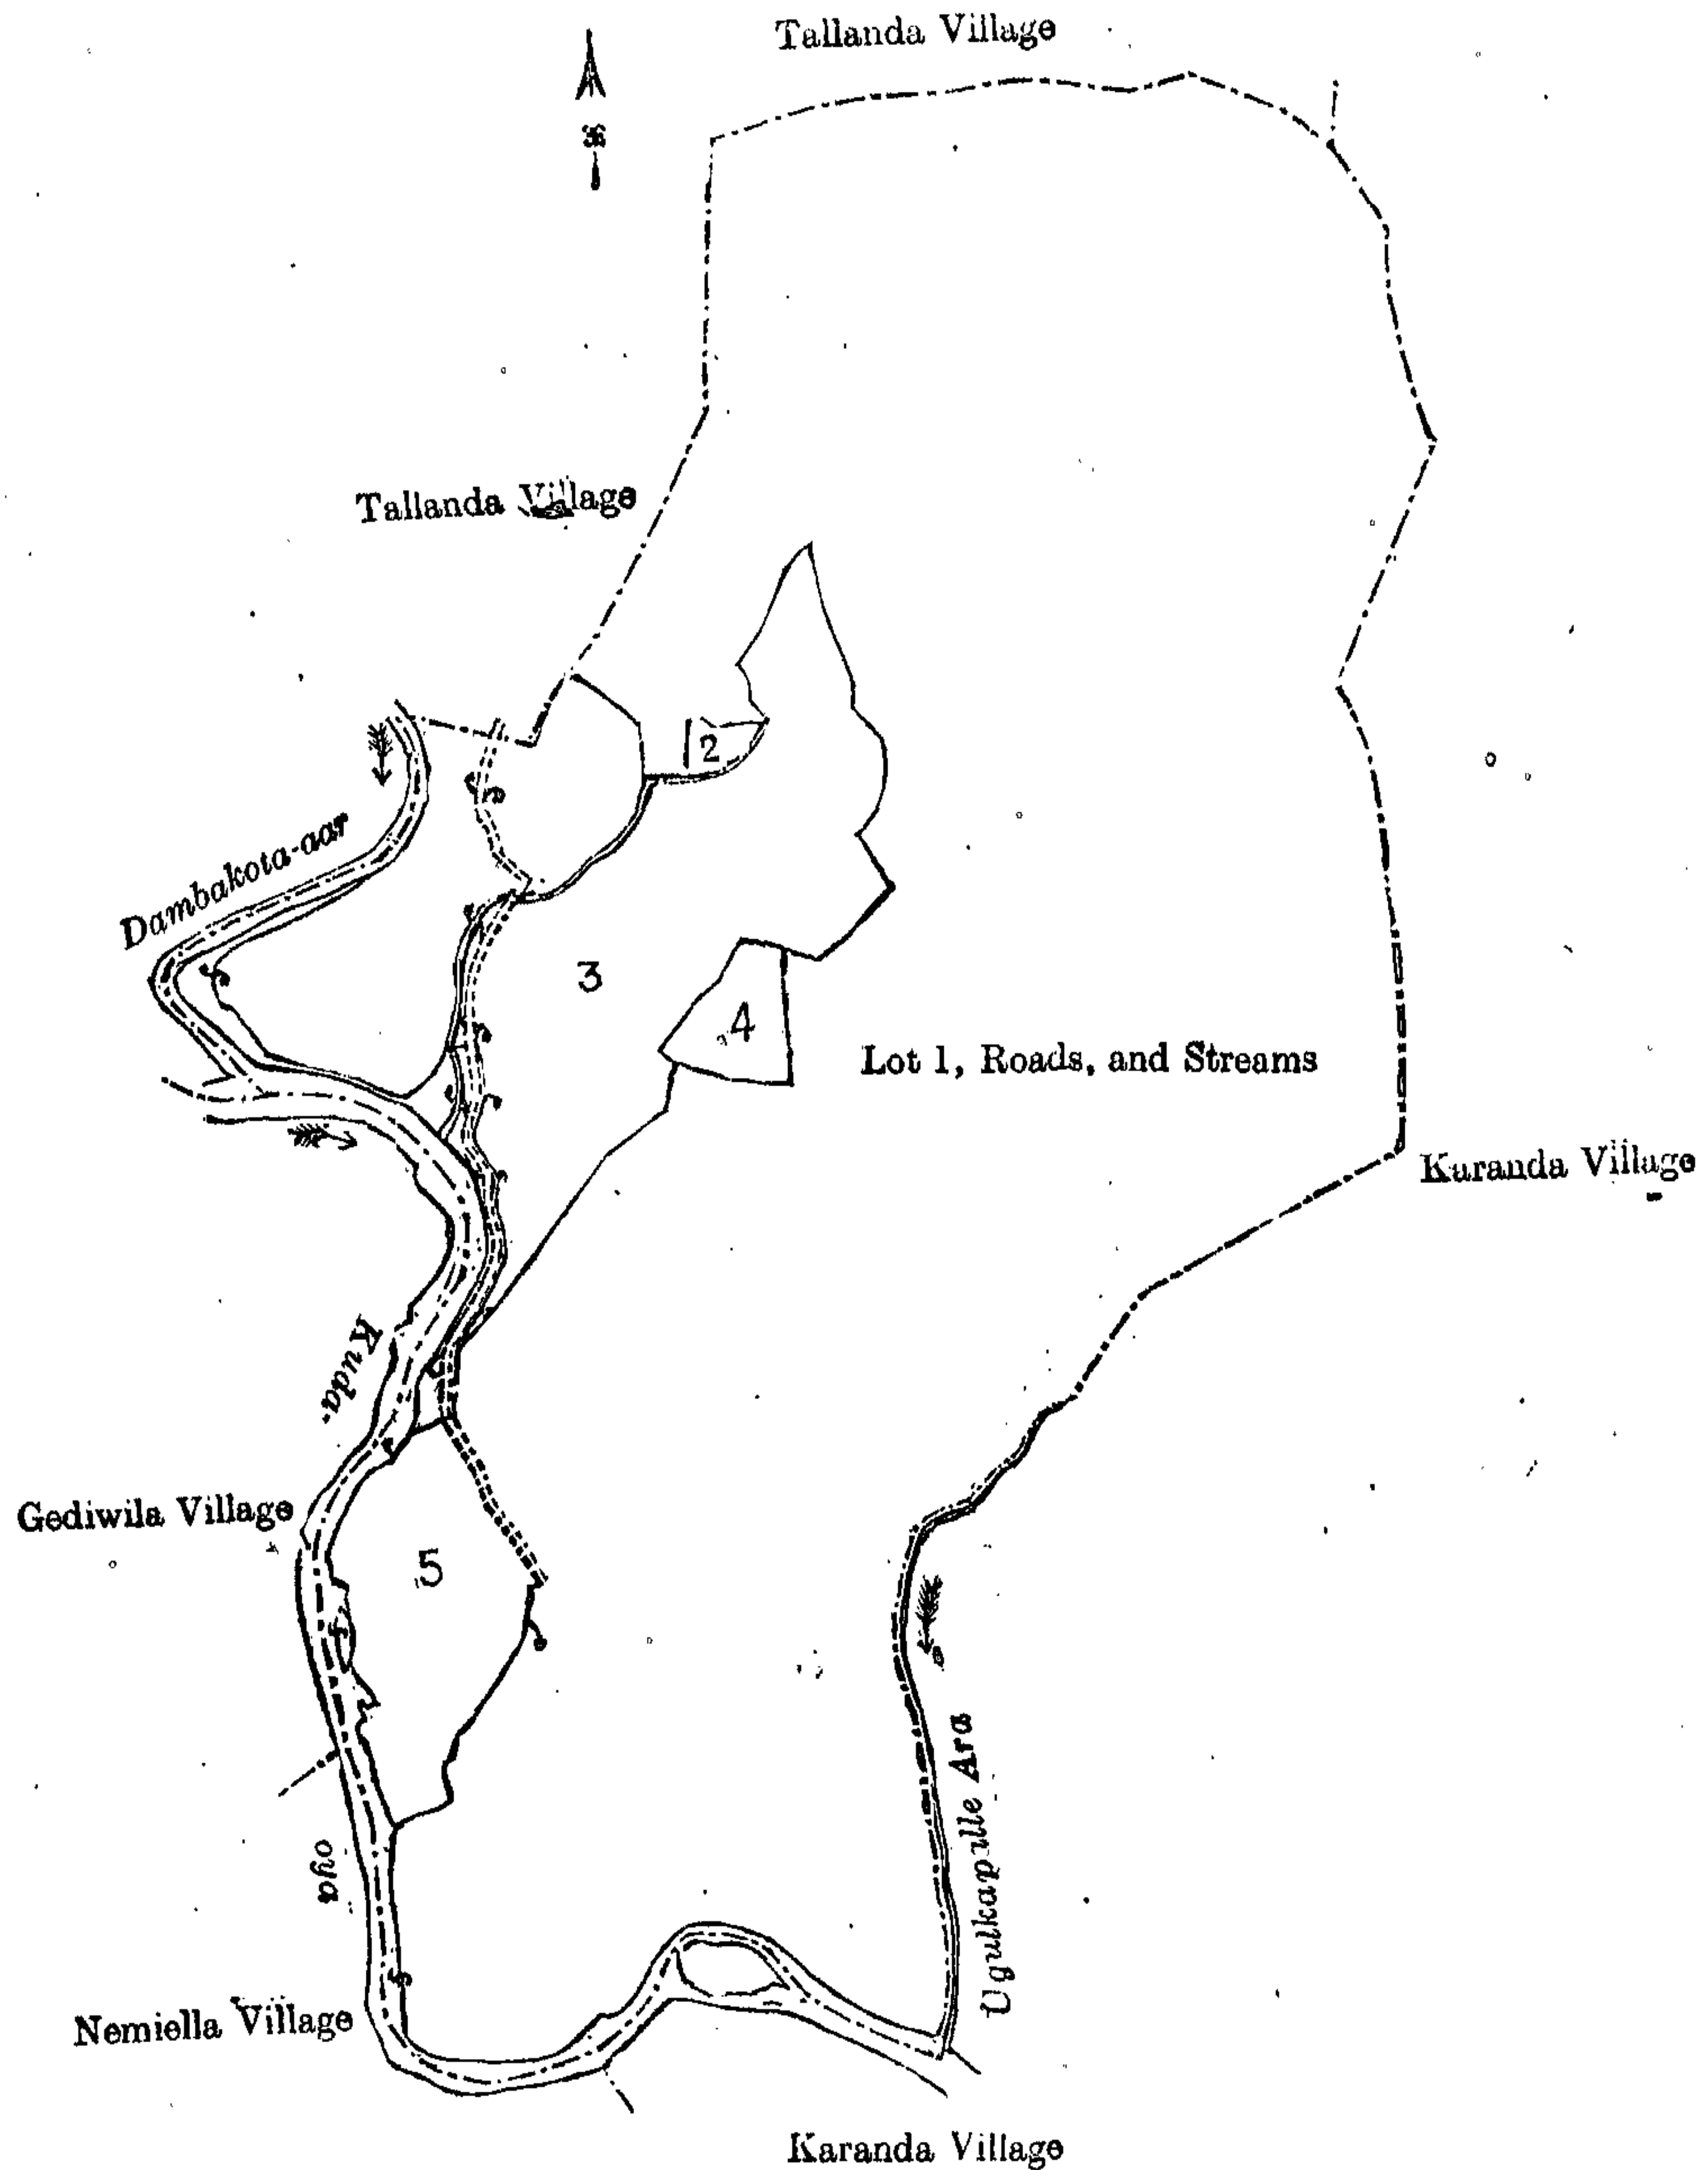 Tallanda Village
Tallanda Village
2
Dambakota-aar
3
4
Lot 1, Roads, and Streams
Karanda Village
Kuda-
Gediwila Village
5
Ugulkapulle Ara
oya
Nemiella Village
Karanda Village